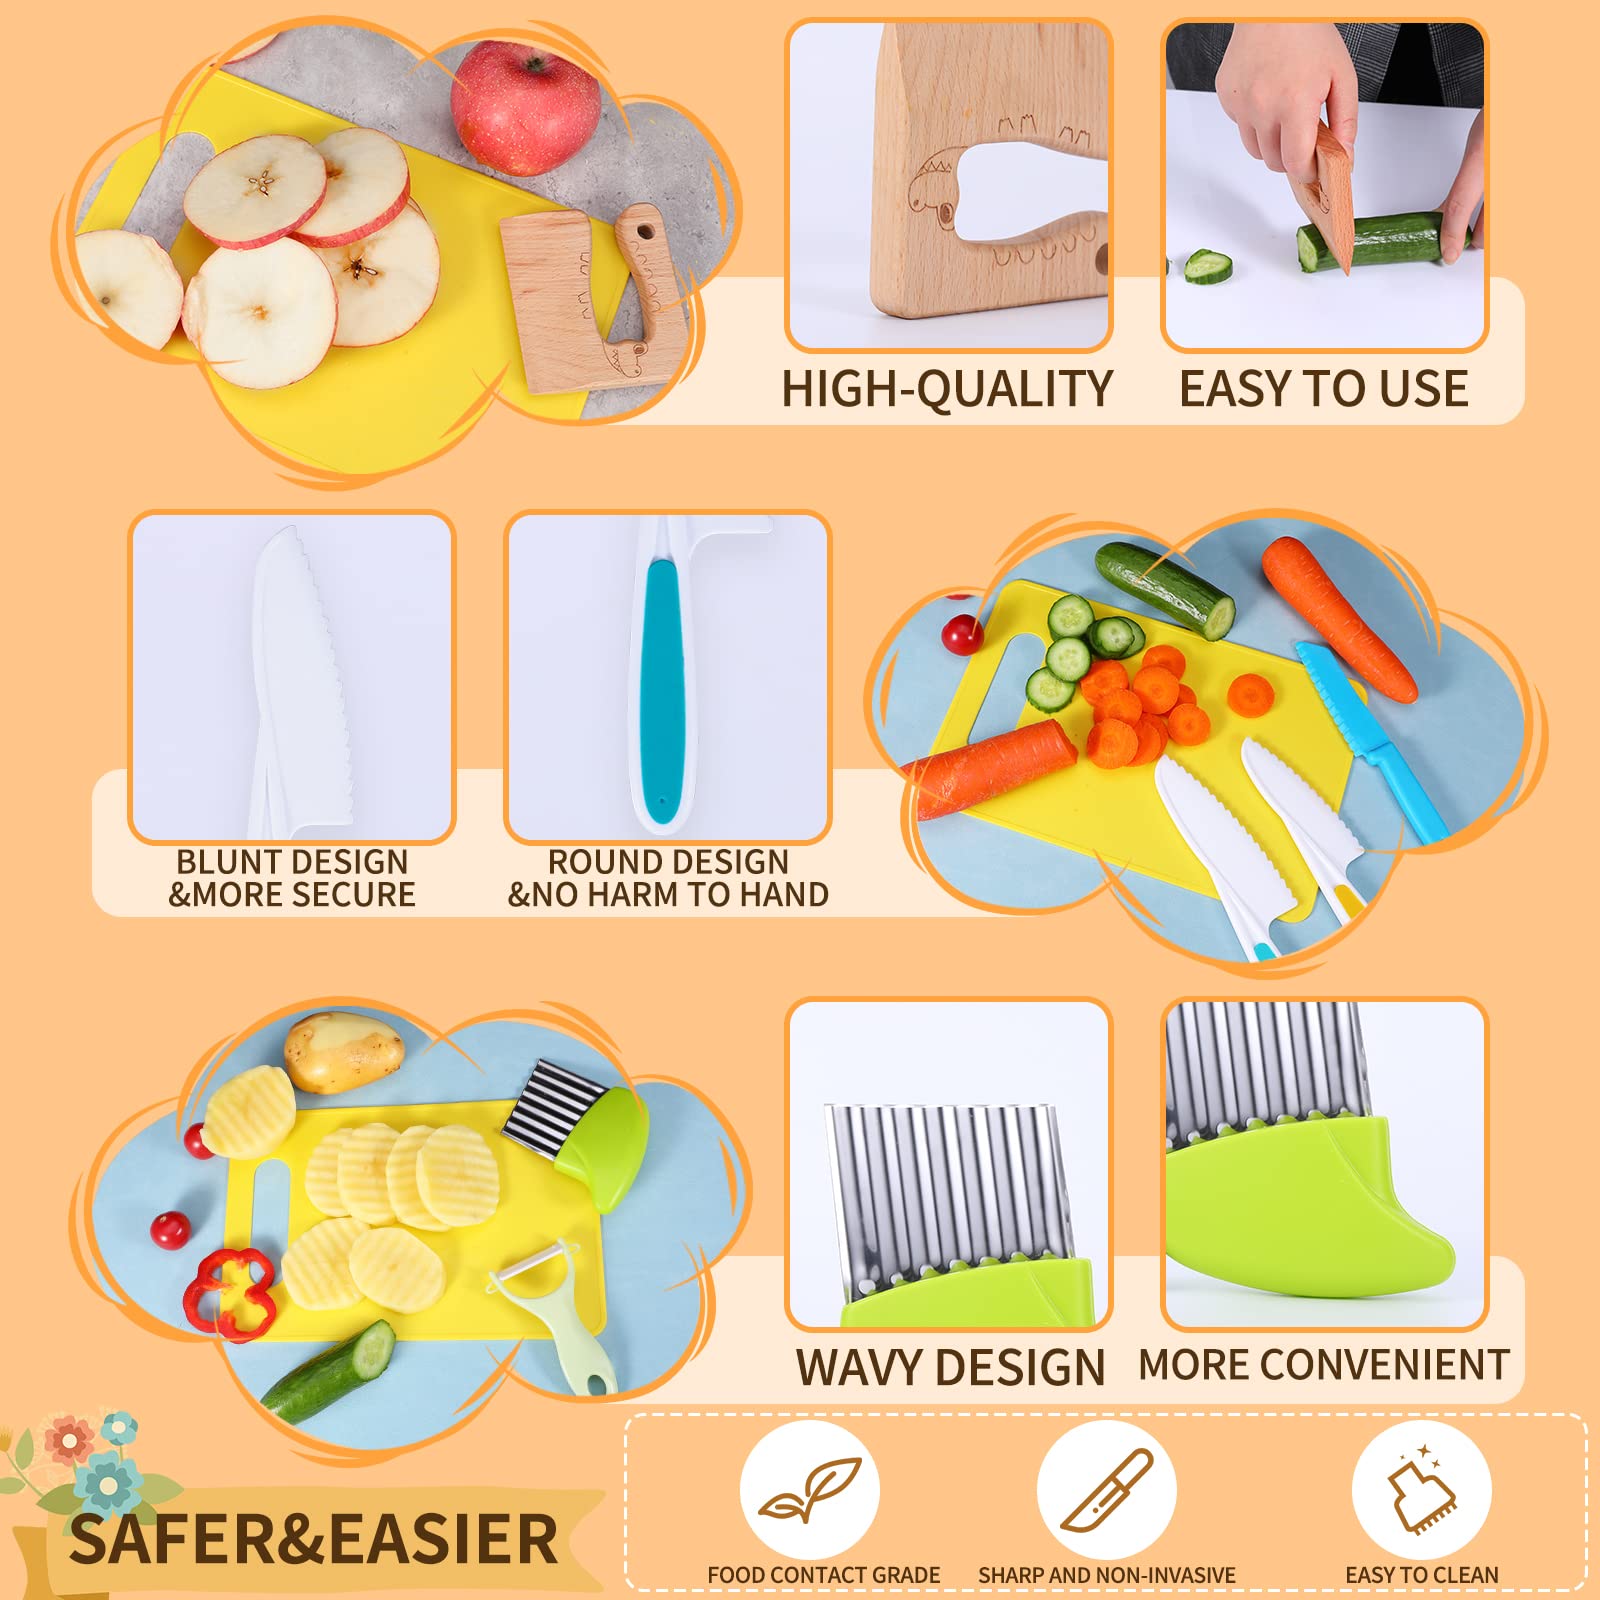 HIGH-QUALITY
EASY TO USE
BLUNT DESIGN
&MORE SECURE
ROUND DESIGN
&NO HARM TO HAND
WAVY DESIGN
MORE CONVENIENT
SAFER&EASIER
FOOD CONTACT GRADE
SHARP AND NON-INVASIVE
EASY TO CLEAN